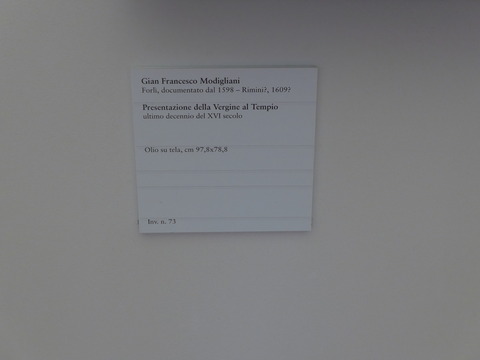 Gian Francesco Modigliani
Forlì, documentato dal 1598 – Rimini?, 1609?
Presentazione della Vergine al Tempio
ultimo decennio del XVI secolo
Olio su tela, cm 97,8x78,8
Inv. n. 73